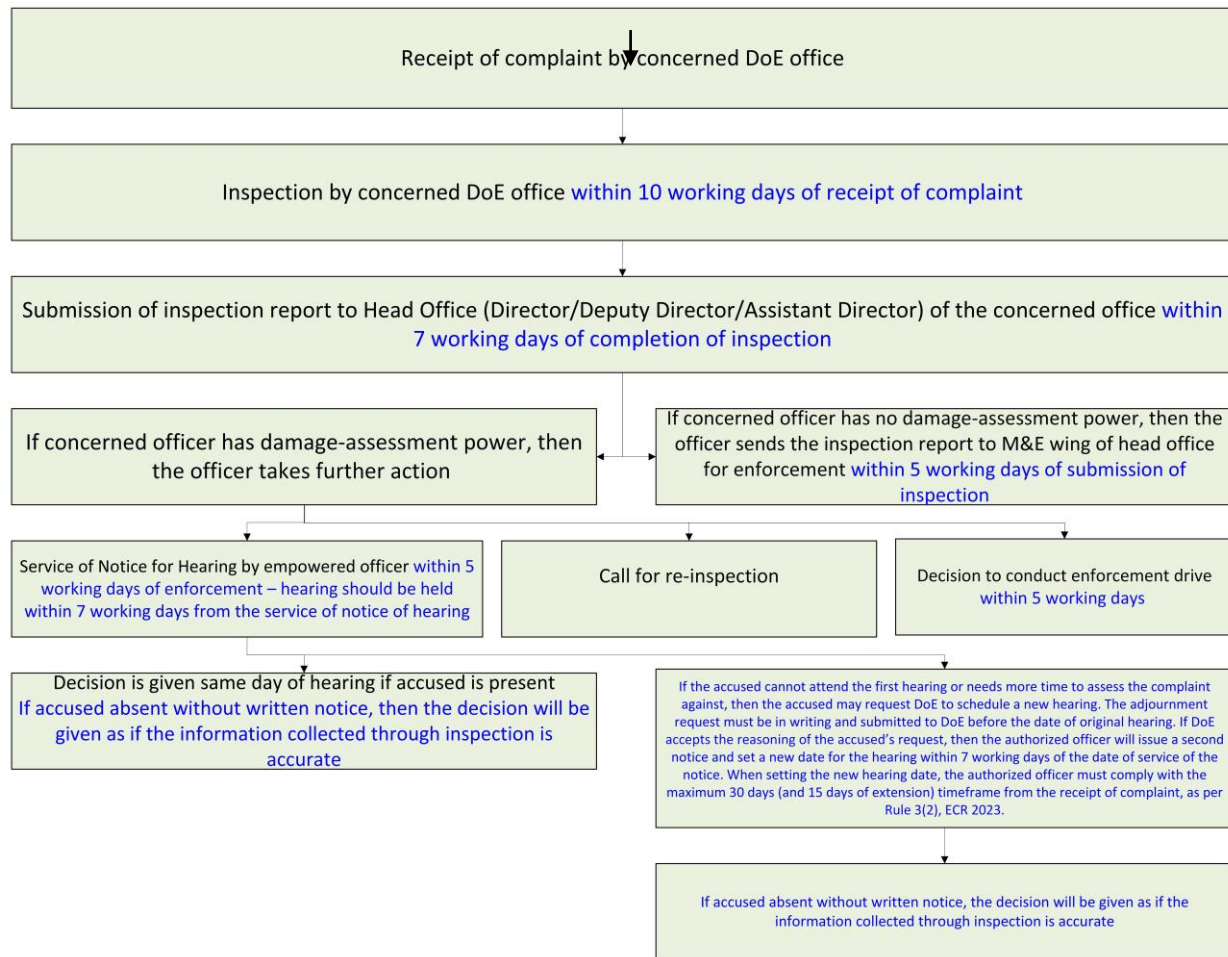 Receipt of complaint by concerned DoE office
Inspection by concerned DoE office within 10 working days of receipt of complaint
Submission of inspection report to Head Office (Director/Deputy Director/Assistant Director) of the concerned office within
7 working days of completion of inspection
If concerned officer has damage-assessment power, then
the officer takes further action
If concerned officer has no damage-assessment power, then the
officer sends the inspection report to M&E wing of head office
for enforcement within 5 working days of submission of
inspection
Service of Notice for Hearing by empowered officer within 5
working days of enforcement – hearing should be held
within 7 working days from the service of notice of hearing
Call for re-inspection
Decision to conduct enforcement drive
within 5 working days
Decision is given same day of hearing if accused is present
If accused absent without written notice, then the decision will be
given as if the information collected through inspection is
accurate
If the accused cannot attend the first hearing or needs more time to assess the complaint
against, then the accused may request DoE to schedule a new hearing. The adjournment
request must be in writing and submitted to DoE before the date of original hearing. If DoE
accepts the reasoning of the accused's request, then the authorized officer will issue a second
notice and set a new date for the hearing within 7 working days of the date of service of the
notice. When setting the new hearing date, the authorized officer must comply with the
maximum 30 days (and 15 days of extension) timeframe from the receipt of complaint, as per
Rule 3(2), ECR 2023.
If accused absent without written notice, the decision will be given as if the
information collected through inspection is accurate